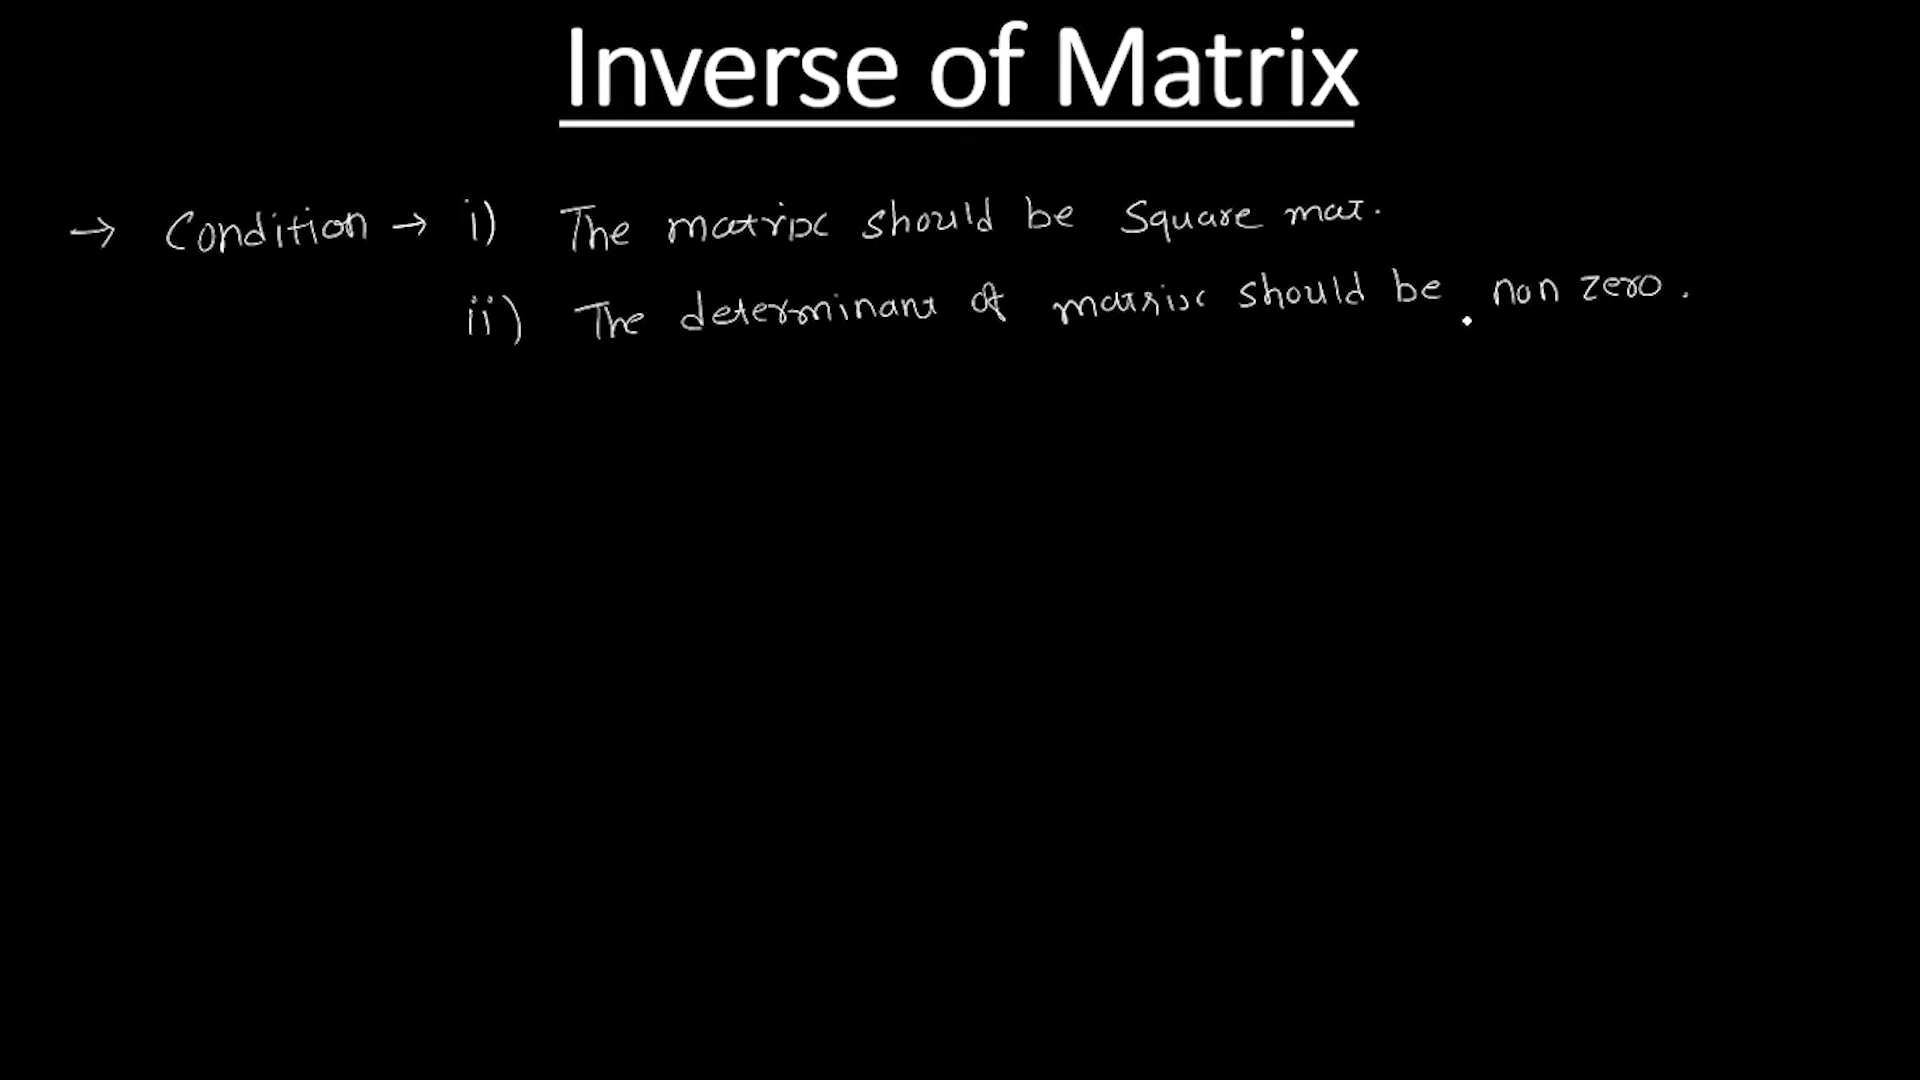 Inverse of Matrix
→ Condition → i) The matrix should be square mat.
ii) The determinant of matrix should be non zero.